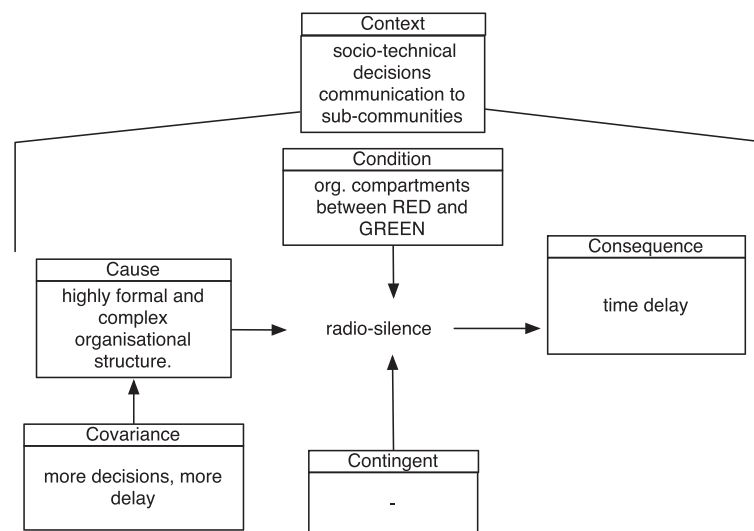 Context
socio-technical
decisions
communication to
sub-communities
Condition
org. compartments
between RED and
GREEN
Cause
highly formal and
complex
organisational
structure.
radio-silence
Consequence
time delay
Covariance
more decisions, more
delay
Contingent
-